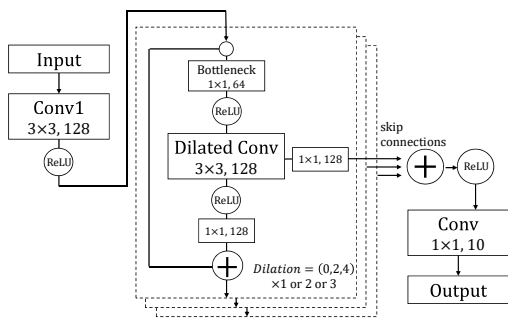 Input
Conv1
3×3, 128
ReLU
Bottleneck
1×1, 64
ReLU
Dilated Conv
3×3, 128
ReLU
1×1, 128
Dilation = (0,2,4)
×1 or 2 or 3
1×1, 128
skip
connections
ReLU
Conv
1×1, 10
Output